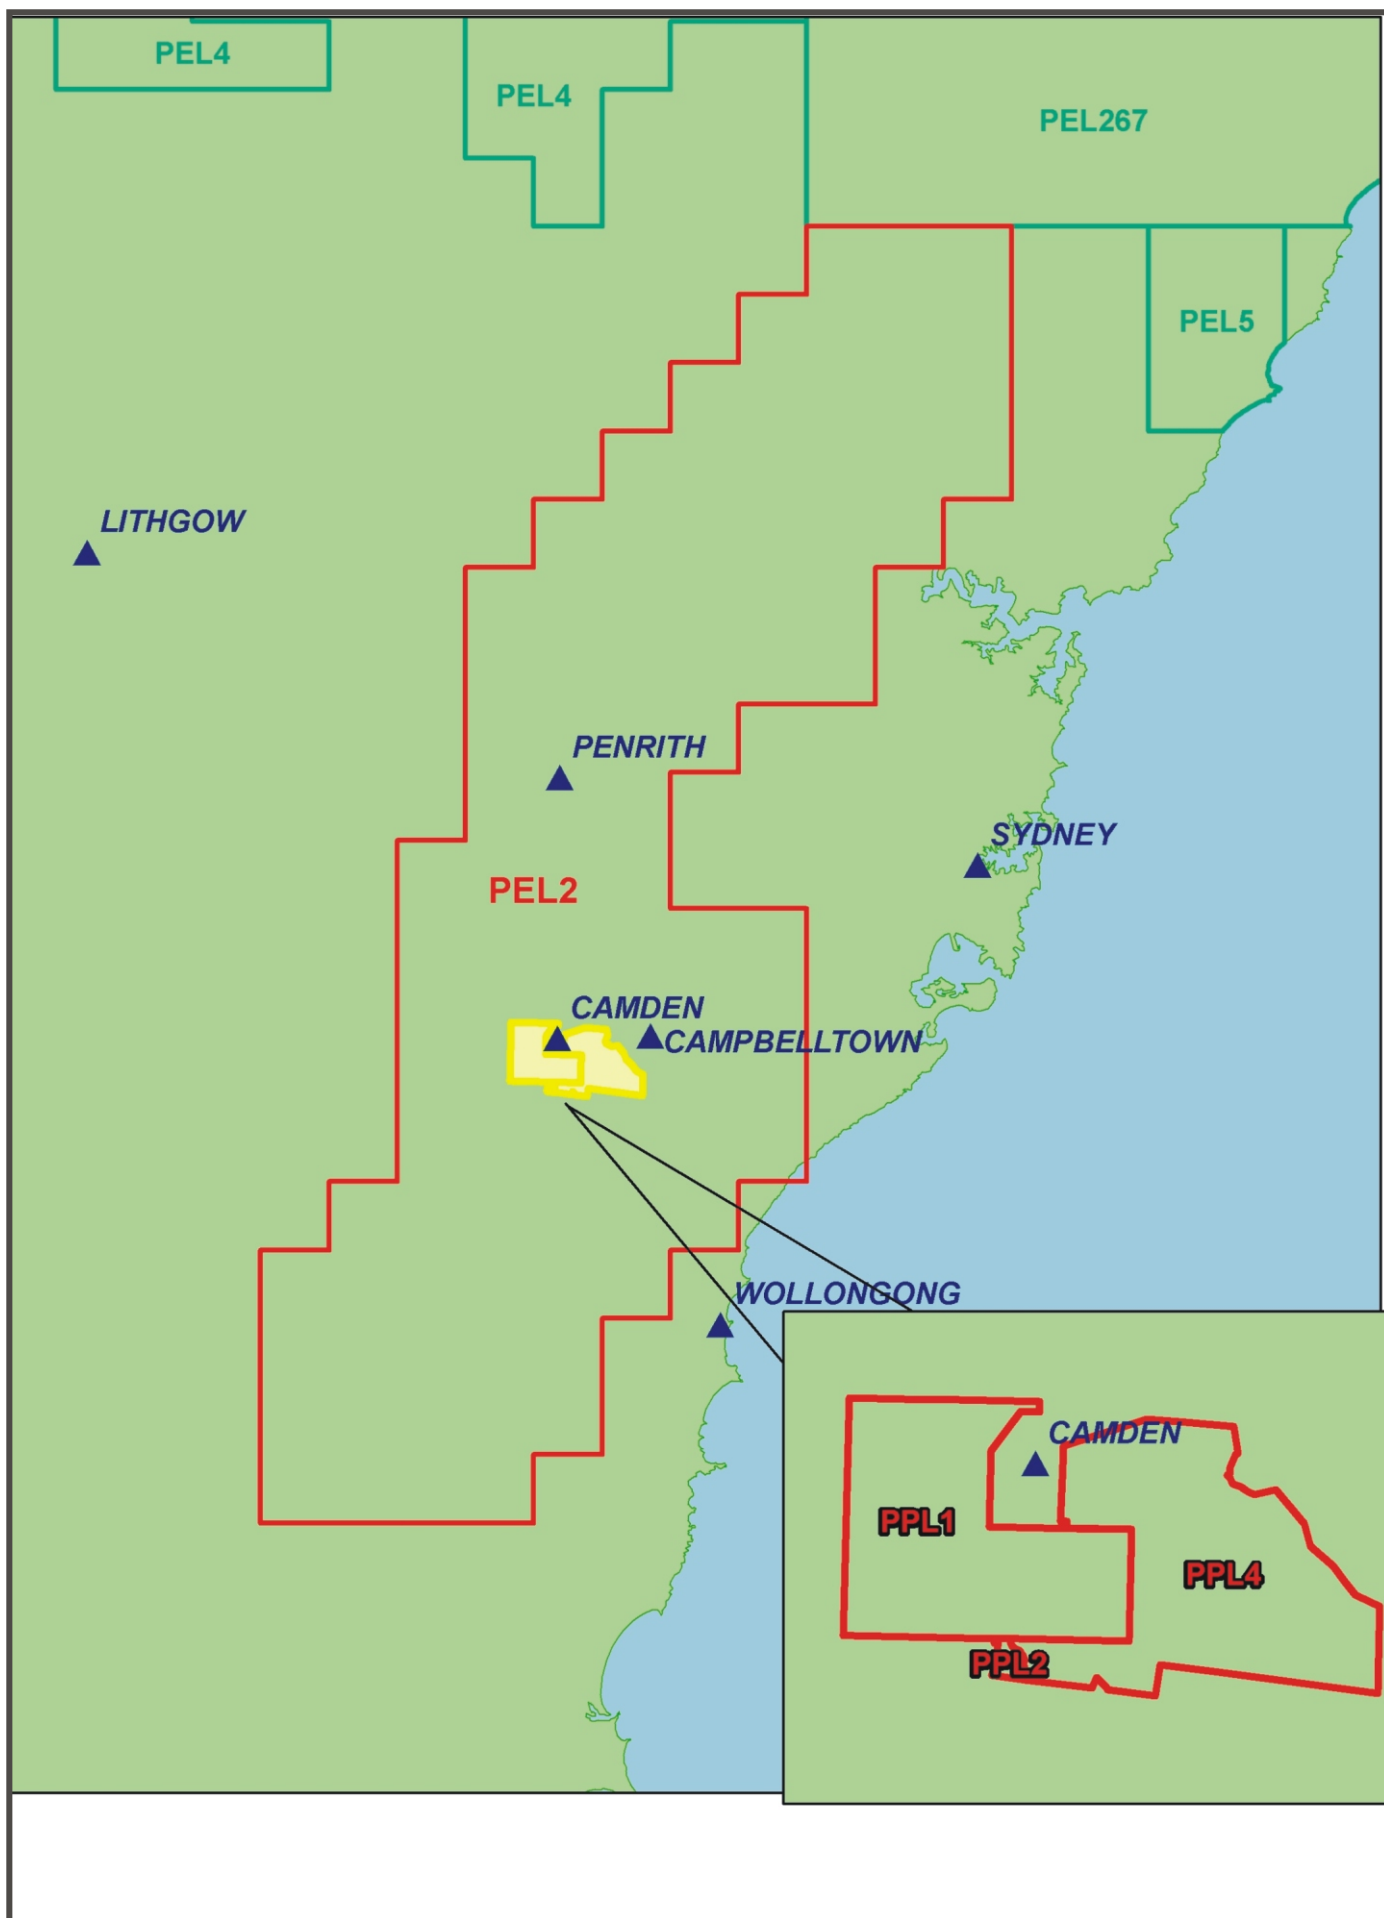 PEL4
PEL4
PEL267
PEL5
LITHGOW
PENRITH
SYDNEY
PEL2
CAMDEN
CAMPBELLTOWN
WOLLONGONG
CAMDEN
PPL1
PPL4
PPL2